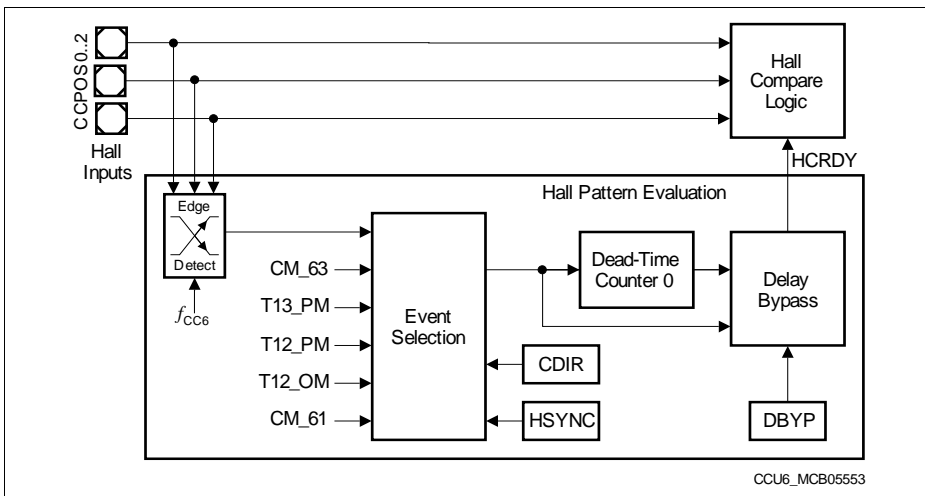 CCPOS0..2
Hall
Inputs
Hall
Compare
Logic
HCRDY
Hall Pattern Evaluation
Edge
Detect
fCC6
CM_63
T13_PM
T12_PM
T12_OM
CM_61
Event
Selection
Dead-Time
Counter 0
Delay
Bypass
CDIR
HSYNC
DBYP
CCU6_MCB05553